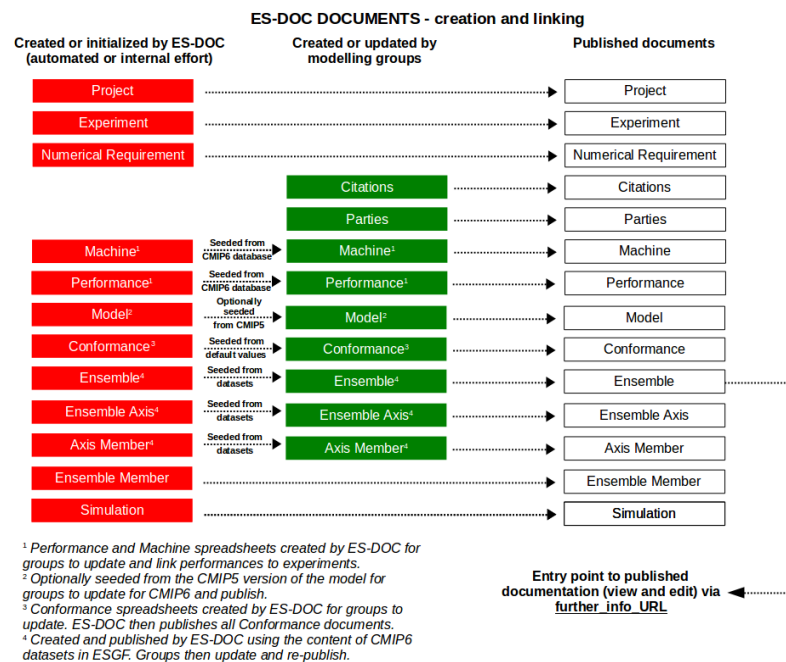 ES-DOC DOCUMENTS - creation and linking
Created or initialized by ES-DOC
(automated or internal effort)
Created or updated by
modelling groups
Published documents
Project
Project
Experiment
Experiment
Numerical Requirement
Numerical Requirement
Citations
Citations
Parties
Parties
Machine¹
Seeded from
CMIP6 database
Machine¹
Machine
Performance¹
Seeded from
CMIP6 database
Performance¹
Performance
Model²
Optionally
seeded
from CMIP5
Model²
Model
Conformance³
Seeded from
default values
Conformance³
Conformance
Ensemble⁴
Seeded from
datasets
Ensemble⁴
Ensemble
Ensemble Axis⁴
Seeded from
datasets
Ensemble Axis⁴
Ensemble Axis
Axis Member⁴
Seeded from
datasets
Axis Member⁴
Axis Member
Ensemble Member
Ensemble Member
Simulation
Simulation
¹ Performance and Machine spreadsheets created by ES-DOC for
groups to update and link performances to experiments.
² Optionally seeded from the CMIP5 version of the model for
groups to update for CMIP6 and publish.
³ Conformance spreadsheets created by ES-DOC for groups to
update. ES-DOC then publishes all Conformance documents.
⁴ Created and published by ES-DOC using the content of CMIP6
datasets in ESGF. Groups then update and re-publish.
Entry point to published
documentation (view and edit) via
further_info_URL